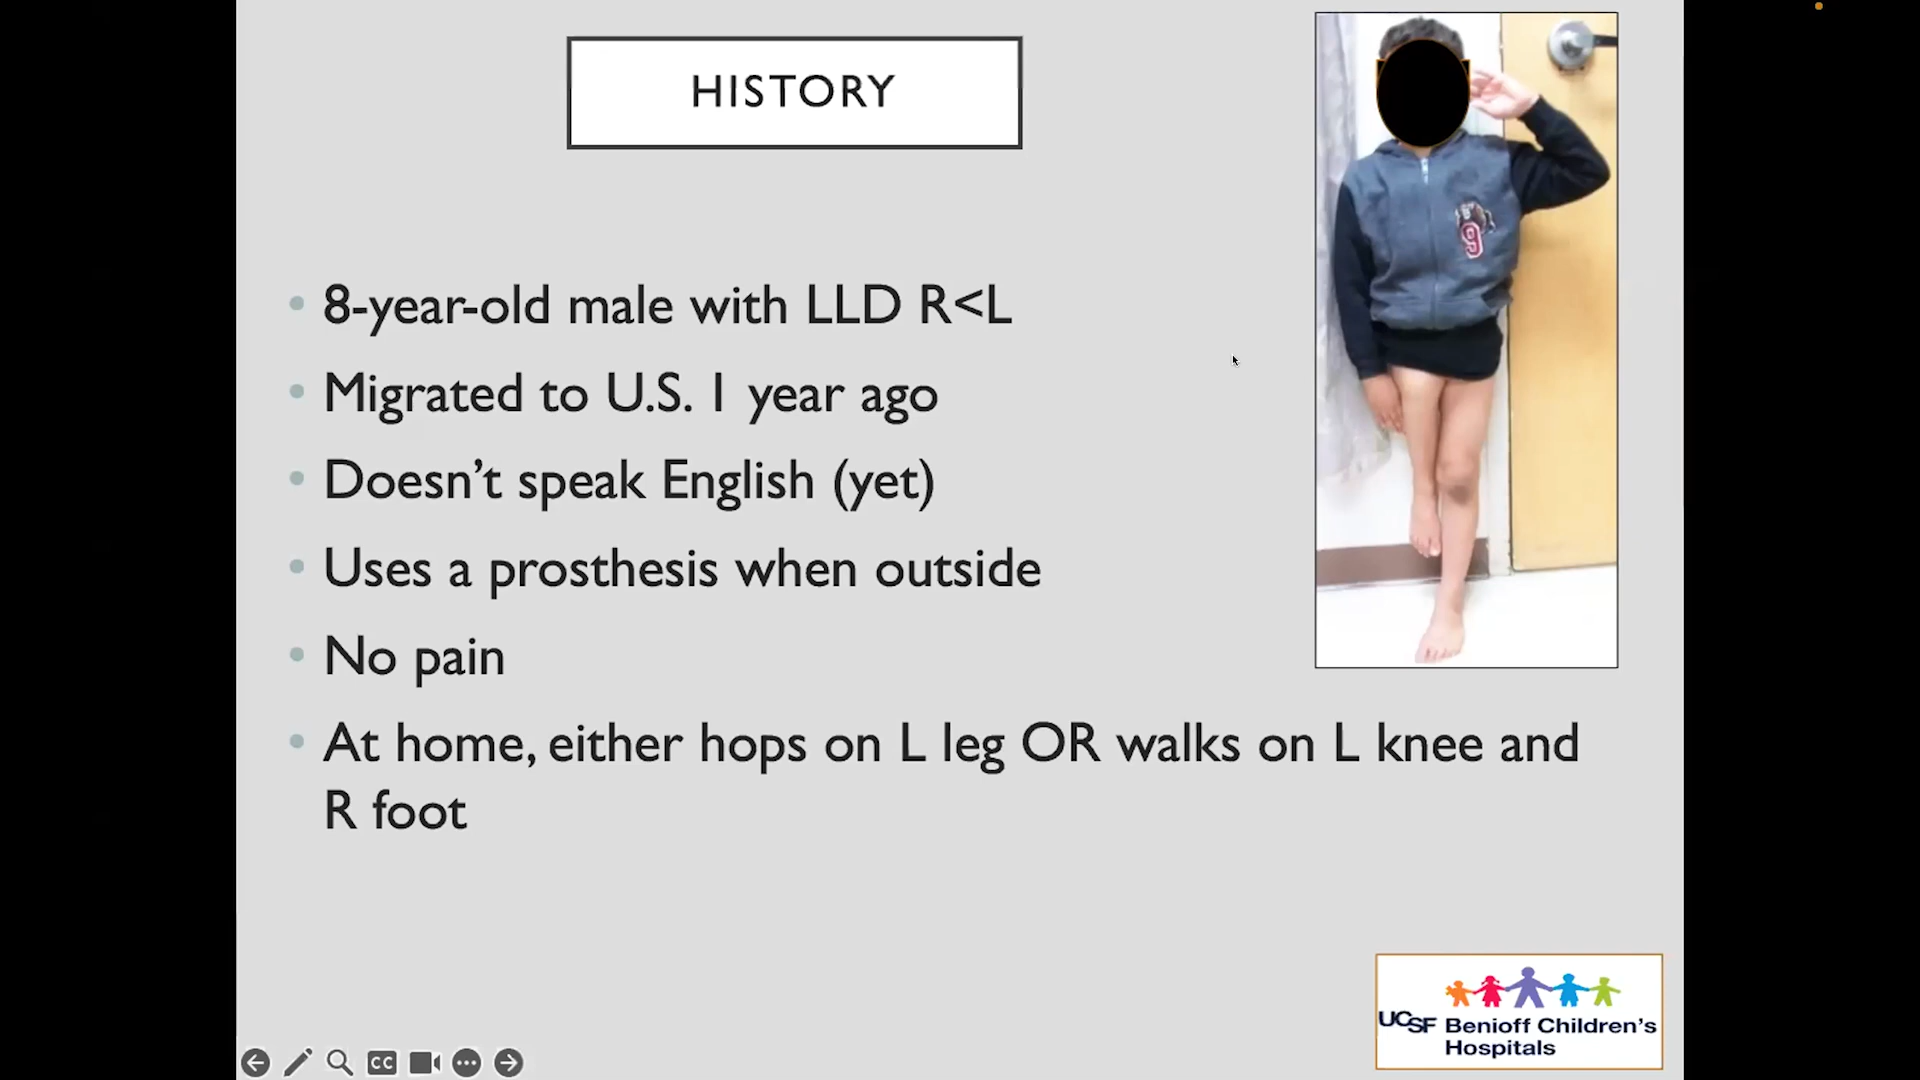 HISTORY
• 8-year-old male with LLD R<L
• Migrated to U.S. 1 year ago
• Doesn’t speak English (yet)
• Uses a prosthesis when outside
• No pain
• At home, either hops on L leg OR walks on L knee and
R foot
9
UCSF Benioff Children’s
Hospitals
CC